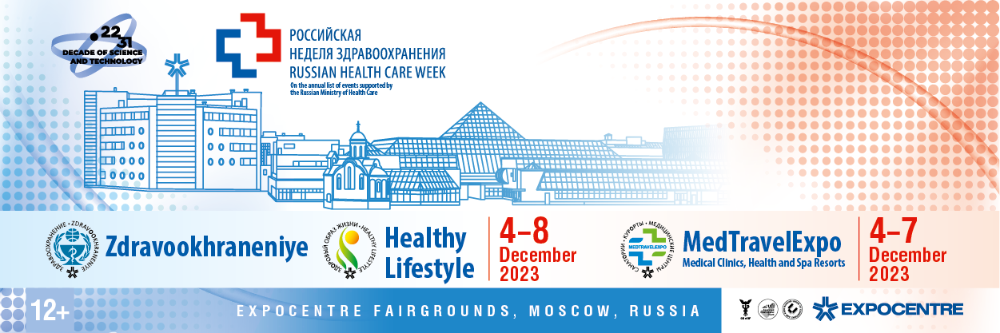 22
31
DECADE OF SCIENCE
AND TECHNOLOGY
РОССИЙСКАЯ
НЕДЕЛЯ ЗДРАВООХРАНЕНИЯ
RUSSIAN HEALTH CARE WEEK
On the annual list of events supported by
the Russian Ministry of Health Care
ЗДРАВООХРАНЕНИЕ • ZDRAVOOKHRANENIYE
Zdravookhraneniye
ЗДОРОВЫЙ ОБРАЗ ЖИЗНИ • HEALTHY LIFESTYLE
Healthy
Lifestyle
4–8
December
2023
САНАТОРИИ • КУРОРТЫ • МЕДИЦИНСКИЕ ЦЕНТРЫ
MEDTRAVELEXPO
MedTravelExpo
Medical Clinics, Health and Spa Resorts
4–7
December
2023
12+
EXPOCENTRE FAIRGROUNDS, MOSCOW, RUSSIA
ufi
EXPOCENTRE